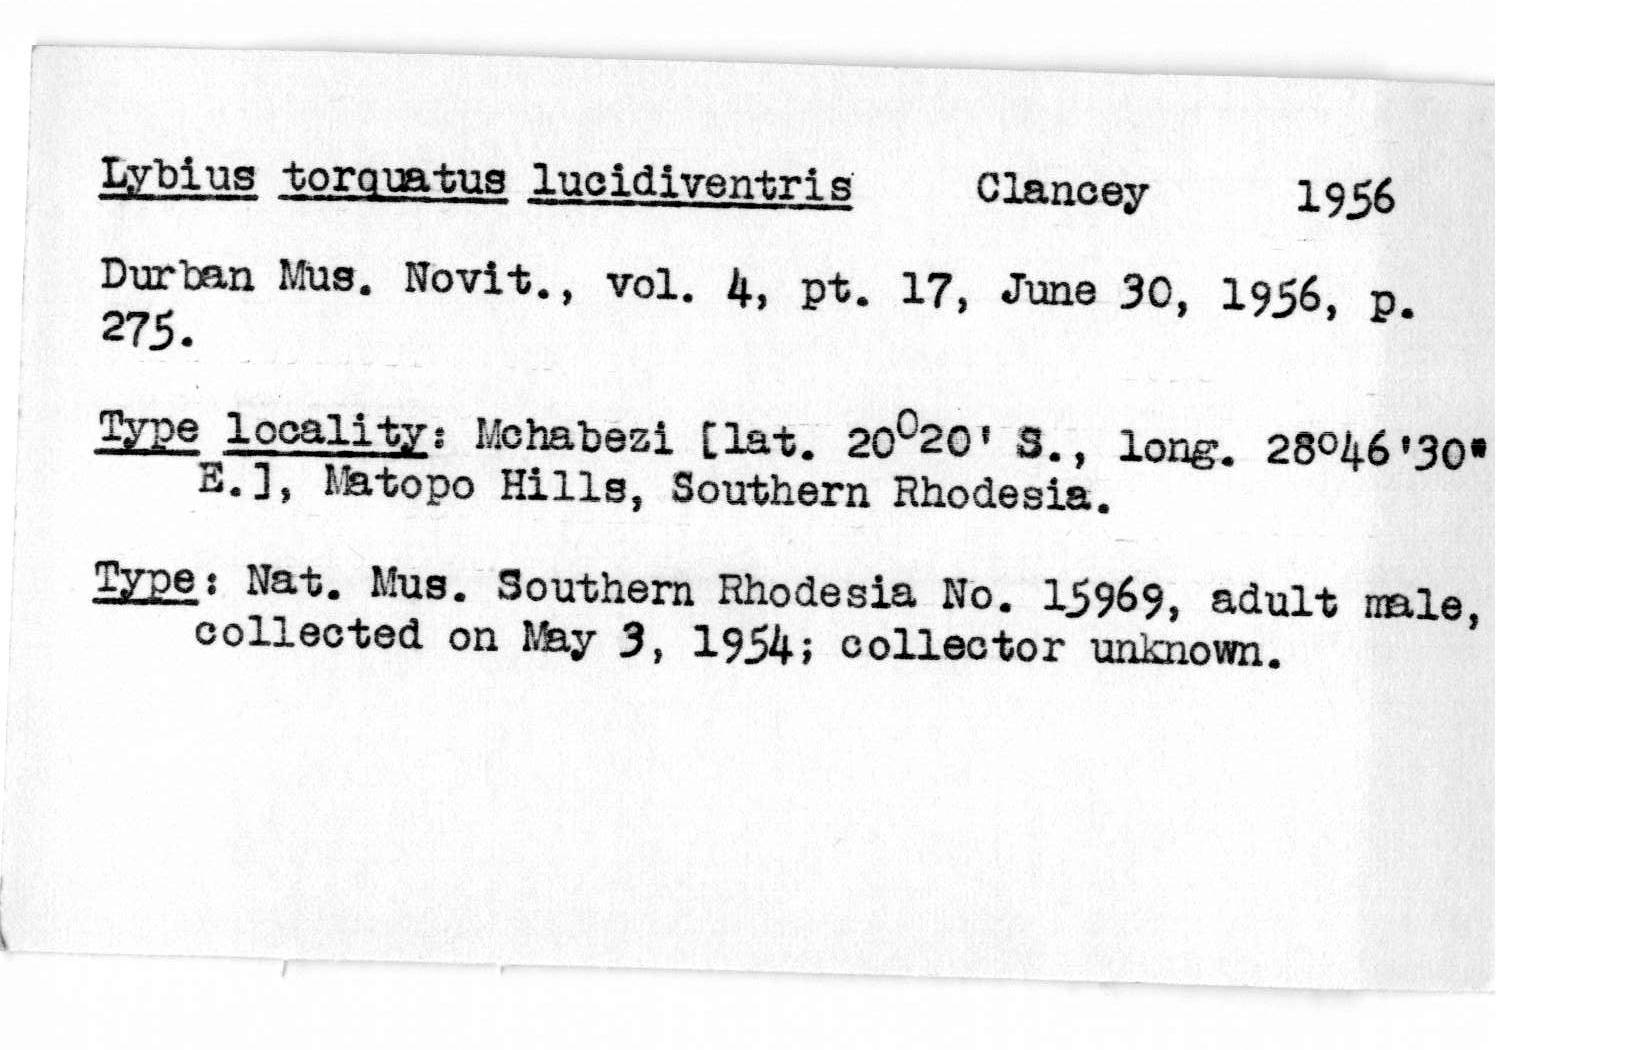 Lybius torquatus lucidiventris Clancey 1956
Durban Mus. Novit., vol. 4, pt. 17, June 30, 1956, p.
275.
Type locality: Mchabezi [lat. 20°20' S., long. 28°46'30"
E.], Matopo Hills, Southern Rhodesia.
Type: Nat. Mus. Southern Rhodesia No. 15969, adult male,
collected on May 3, 1954; collector unknown.